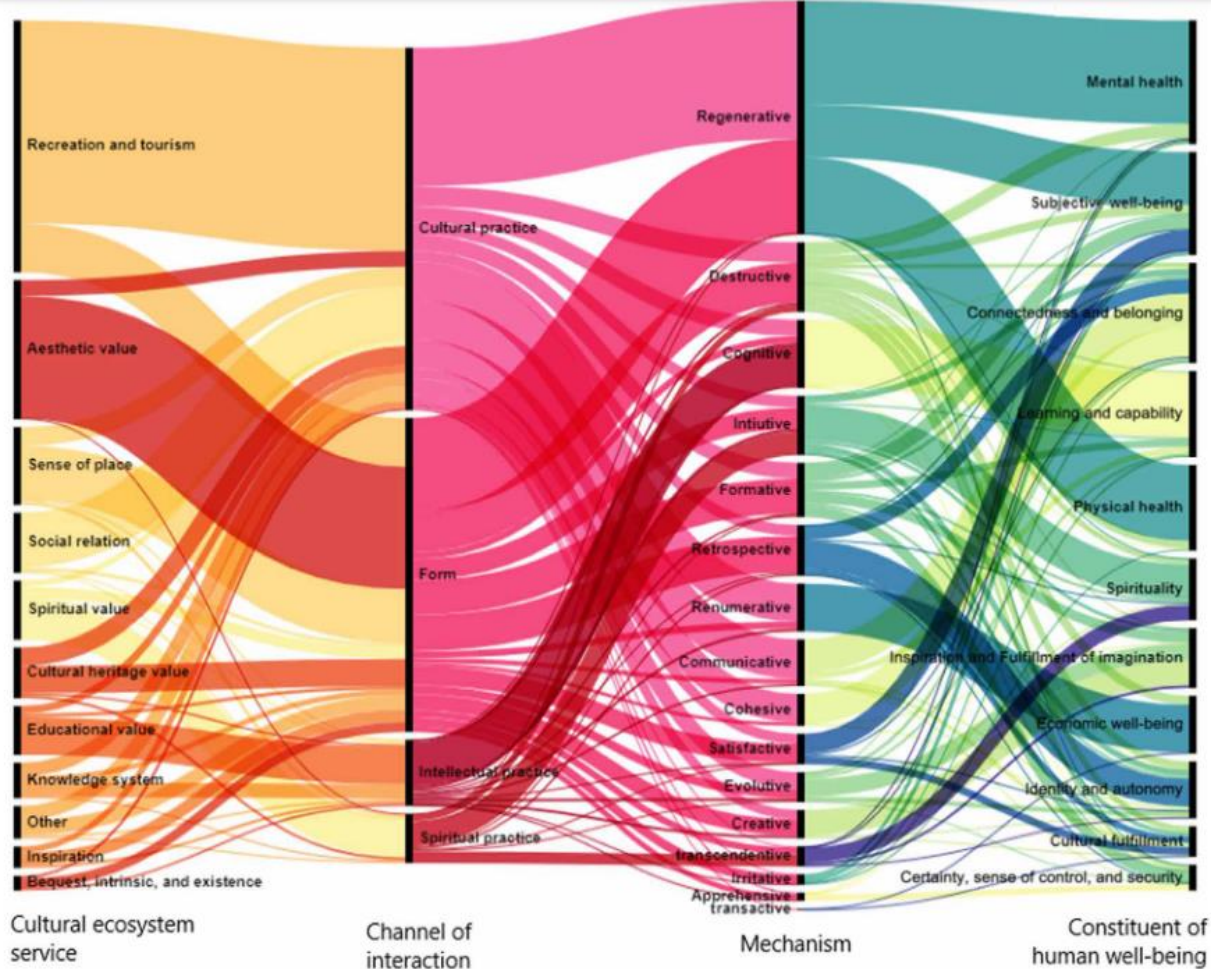 Recreation and tourism
Aesthetic value
Sense of place
Social relation
Spiritual value
Cultural heritage value
Educational value
Knowledge system
Other
Inspiration
Bequest, intrinsic, and existence
Cultural ecosystem
service
Cultural practice
Form
Intellectual practice
Spiritual practice
Channel of
interaction
Regenerative
Destructive
Cognitive
Intiutive
Formative
Retrospective
Renumerative
Communicative
Cohesive
Satisfactive
Evolutive
Creative
transcendentive
Irritative
Apprehensive
transactive
Mechanism
Mental health
Subjective well-being
Connectedness and belonging
Learning and capability
Physical health
Spirituality
Inspiration and Fulfillment of imagination
Economic well-being
Identity and autonomy
Cultural fulfillment
Certainty, sense of control, and security
Constituent of
human well-being